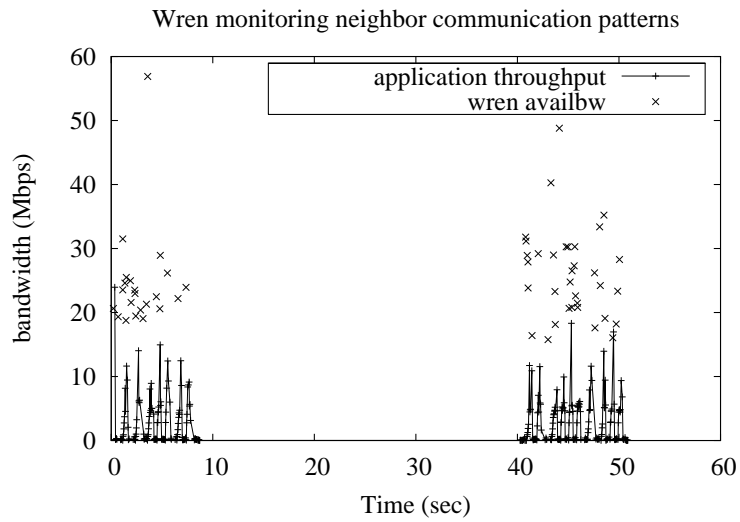 Wren monitoring neighbor communication patterns
60
application throughput
wren availbw
50
40
30
20
10
0
bandwidth (Mbps)
0 10 20 30 40 50 60
Time (sec)